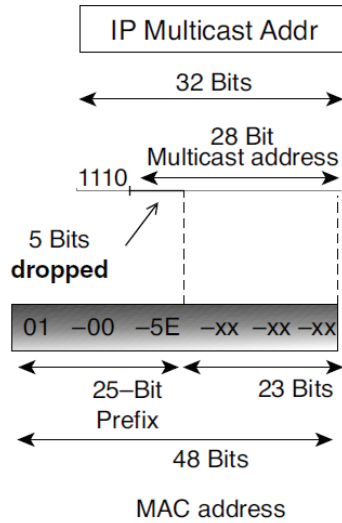 IP Multicast Addr
32 Bits
28 Bit
Multicast address
1110
5 Bits
dropped
01 –00 –5E –xx –xx –xx
25–Bit
Prefix
23 Bits
48 Bits
MAC address